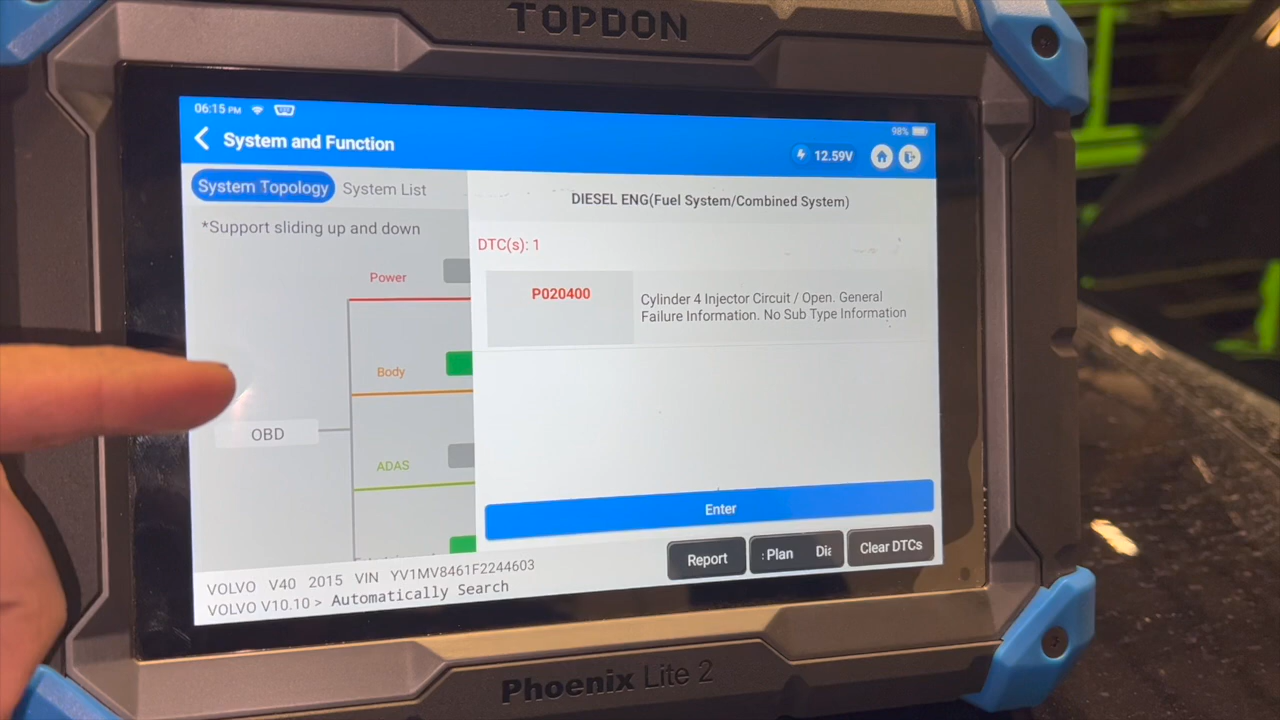 TOPDON
06:15 PM
98%
System and Function
12.59V
System Topology System List
*Support sliding up and down
Power
Body
ADAS
OBD
DIESEL ENG(Fuel System/Combined System)
DTC(s): 1
P020400
Cylinder 4 Injector Circuit / Open. General
Failure Information. No Sub Type Information
Enter
Report : Plan Dia Clear DTCs
VOLVO V40 2015 VIN YV1MV8461F2244603
VOLVO V10.10 > Automatically Search
Phoenix Lite 2